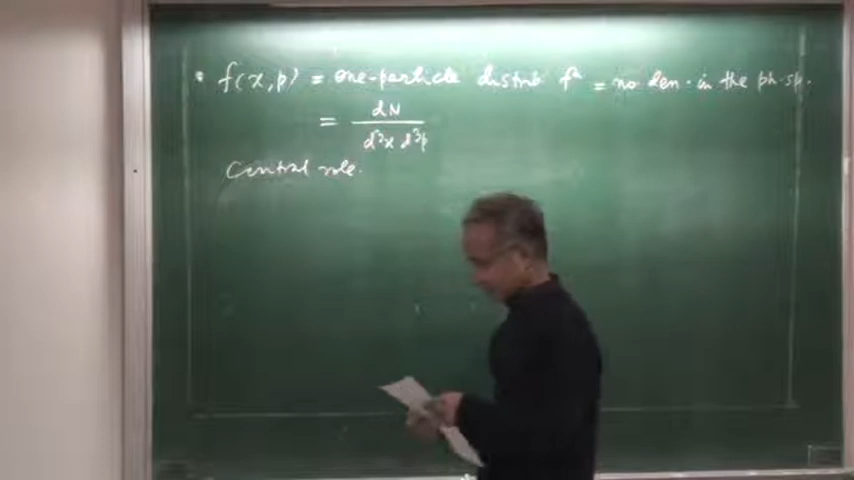 • f(x,p) = one-particle distrib fⁿ = no den. in the ph. sp.
= dN / d³x d³p
Central role.